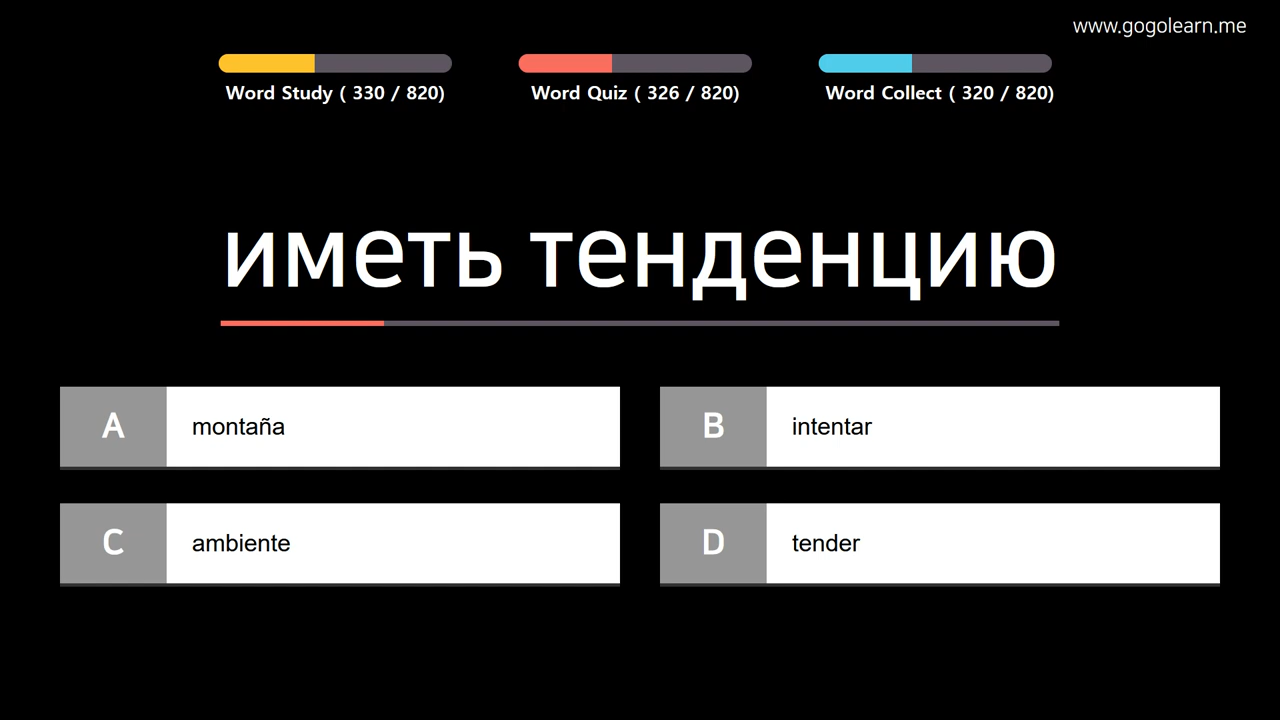 www.gogolearn.me
Word Study ( 330 / 820)
Word Quiz ( 326 / 820)
Word Collect ( 320 / 820)
иметь тенденцию
A montaña
B intentar
C ambiente
D tender